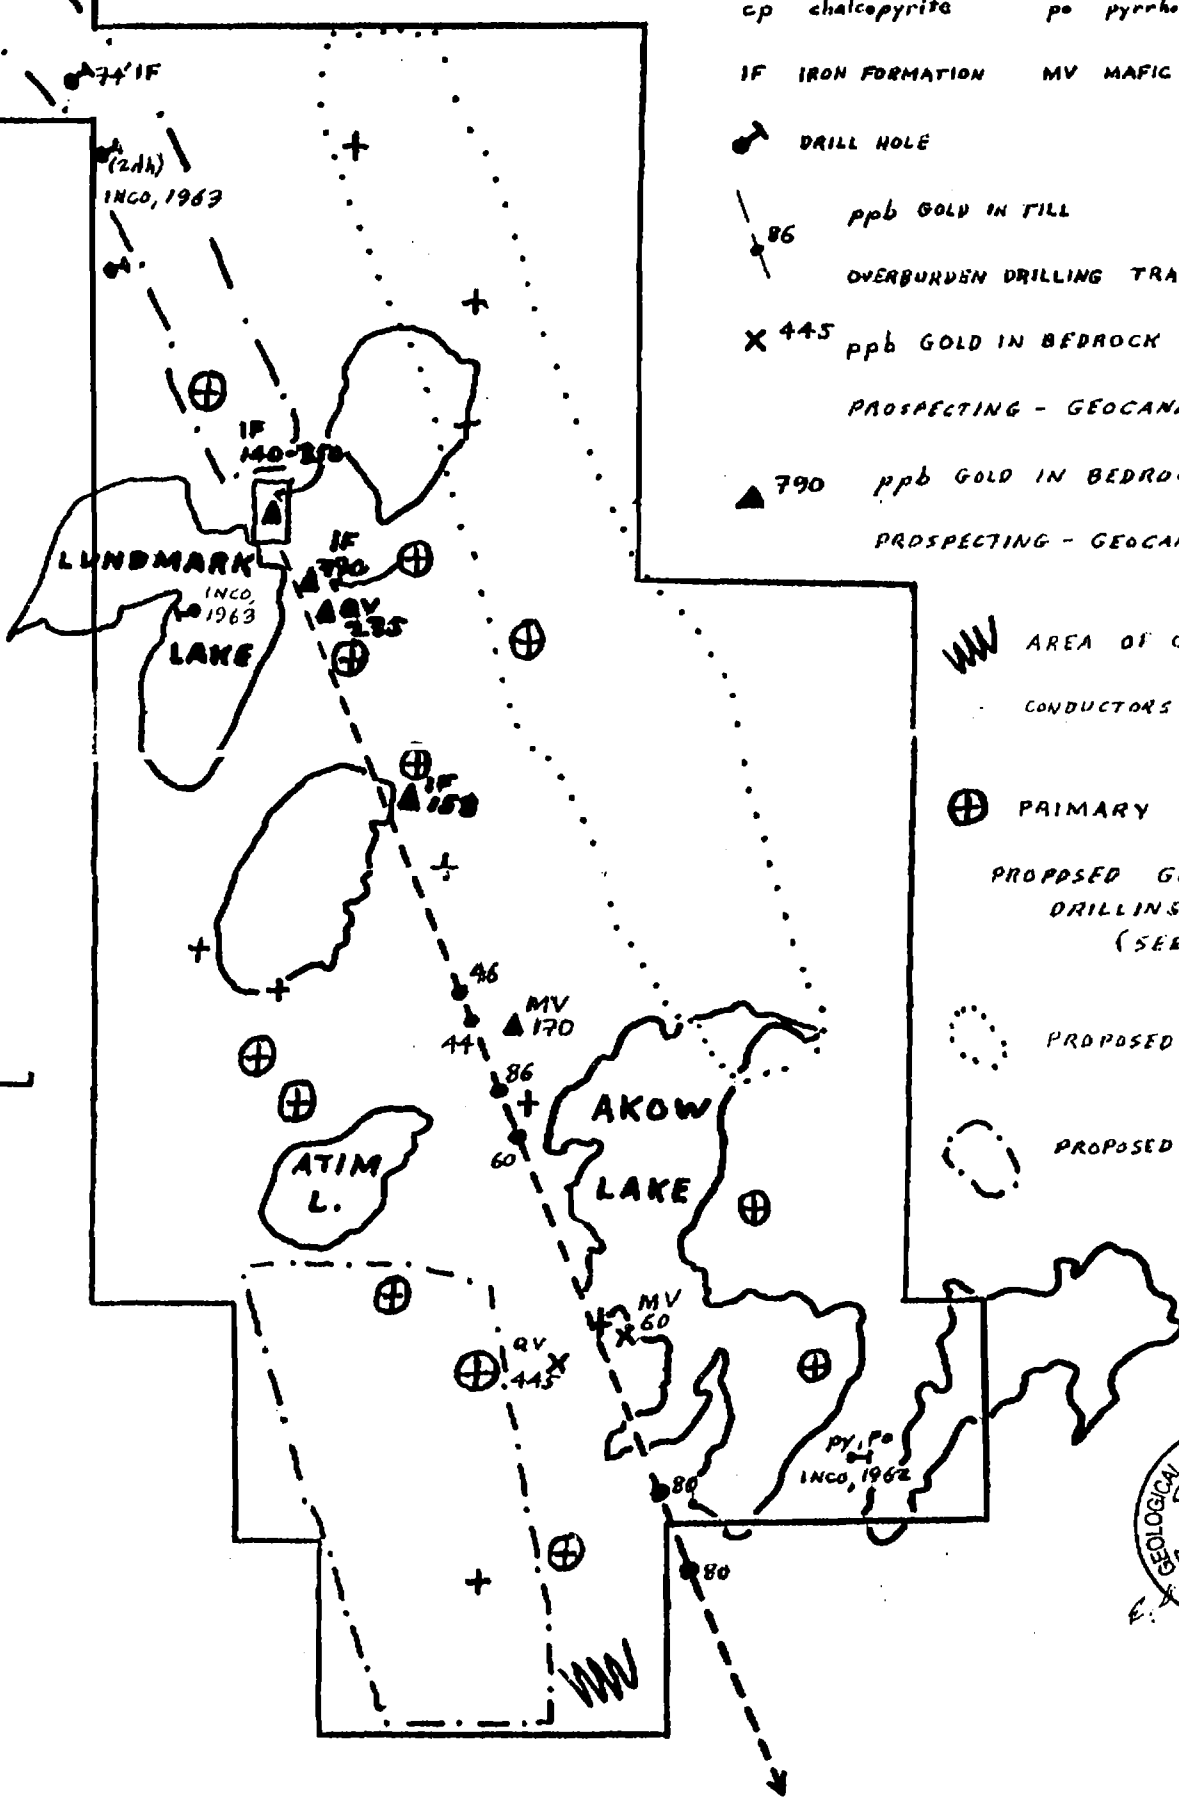 cp chalcopyrite po pyrrho
IF IRON FORMATION MV MAFIC
DRILL HOLE
86 ppb GOLD IN TILL
OVERBURDEN DRILLING TRA
445 ppb GOLD IN BEDROCK
PROSPECTING - GEOCANA
790 ppb GOLD IN BEDROC
PROSPECTING - GEOCAN
AREA OF
CONDUCTORS
PRIMARY
PROPOSED G
DRILLING
(SEE
PROPOSED
PROPOSED
74' IF
(2dh)
INCO, 1963
IF
140-250
LUNDMARK
INCO,
1963
LAKE
IF
790
QV
235
IF
158
46
44
MV
170
86
60
AKOW
LAKE
ATIM
L.
MV
60
QV
445
py, po
INCO, 1962
80
80
GEOLOGICAL